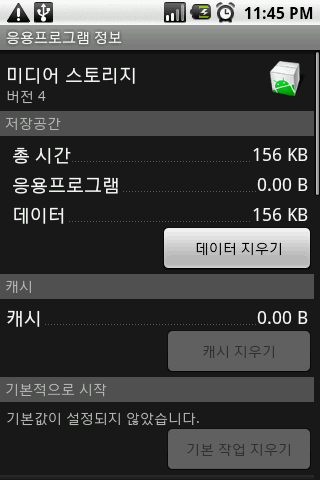 11:45 PM
응용프로그램 정보
미디어 스토리지
버전 4
저장공간
총 시간 156 KB
응용프로그램 0.00 B
데이터 156 KB
데이터 지우기
캐시
캐시 0.00 B
캐시 지우기
기본적으로 시작
기본값이 설정되지 않았습니다.
기본 작업 지우기